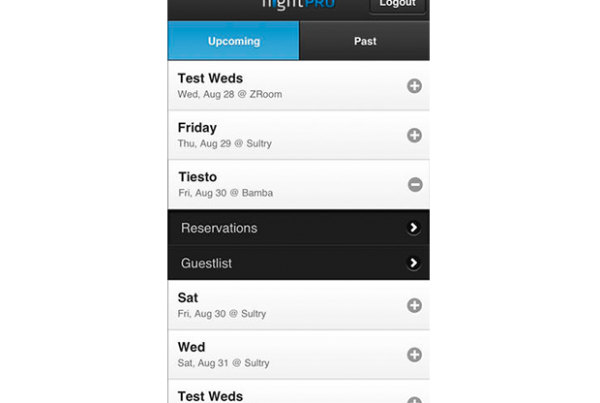 nightPRO
Logout
Upcoming
Past
Test Weds
Wed, Aug 28 @ ZRoom
Friday
Thu, Aug 29 @ Sultry
Tiesto
Fri, Aug 30 @ Bamba
Reservations
Guestlist
Sat
Fri, Aug 30 @ Sultry
Wed
Sat, Aug 31 @ Sultry
Test Weds